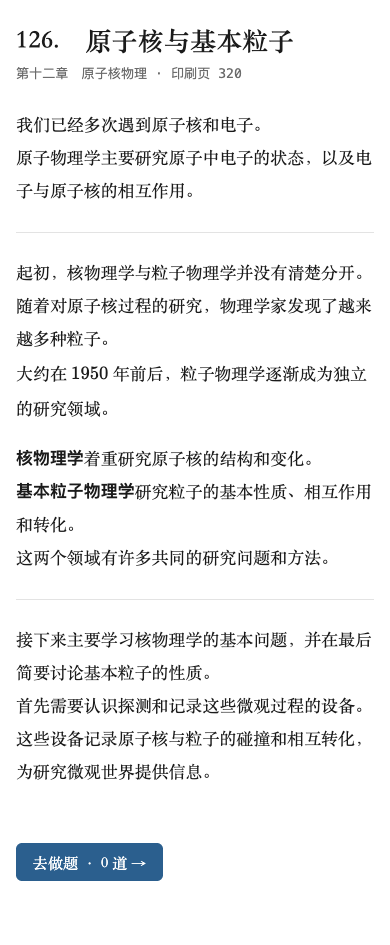 126. 原子核与基本粒子
第十二章 原子核物理 · 印刷页 320
我们已经多次遇到原子核和电子。
原子物理学主要研究原子中电子的状态，以及电
子与原子核的相互作用。
起初，核物理学与粒子物理学并没有清楚分开。
随着对原子核过程的研究，物理学家发现了越来
越多种粒子。
大约在 1950 年前后，粒子物理学逐渐成为独立
的研究领域。
核物理学着重研究原子核的结构和变化。
基本粒子物理学研究粒子的基本性质、相互作用
和转化。
这两个领域有许多共同的研究问题和方法。
接下来主要学习核物理学的基本问题，并在最后
简要讨论基本粒子的性质。
首先需要认识探测和记录这些微观过程的设备。
这些设备记录原子核与粒子的碰撞和相互转化，
为研究微观世界提供信息。
去做题 · 0 道 →